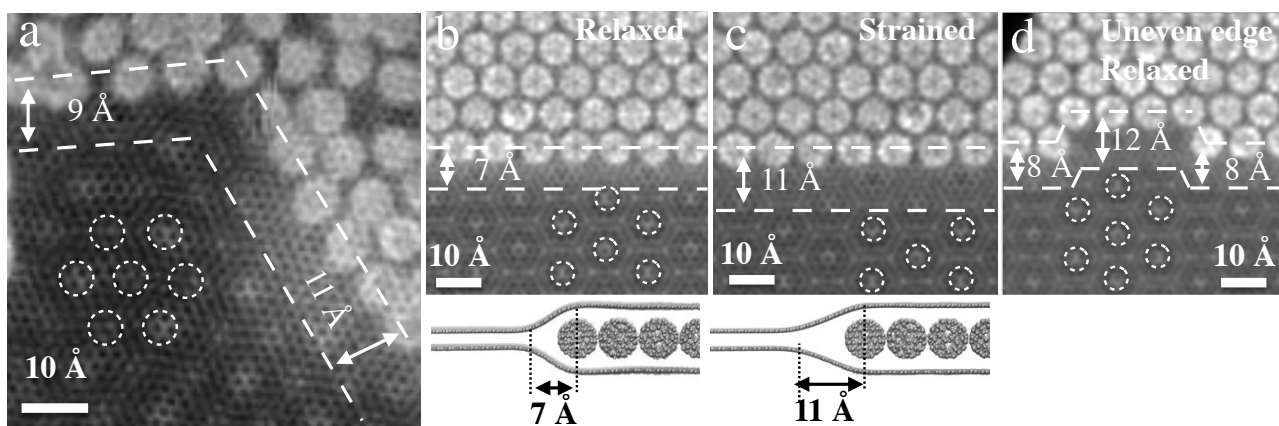 a
9 Å
11 Å
10 Å
b
Relaxed
7 Å
10 Å
7 Å
c
Strained
11 Å
10 Å
11 Å
d
Uneven edge
Relaxed
12 Å
8 Å
8 Å
10 Å